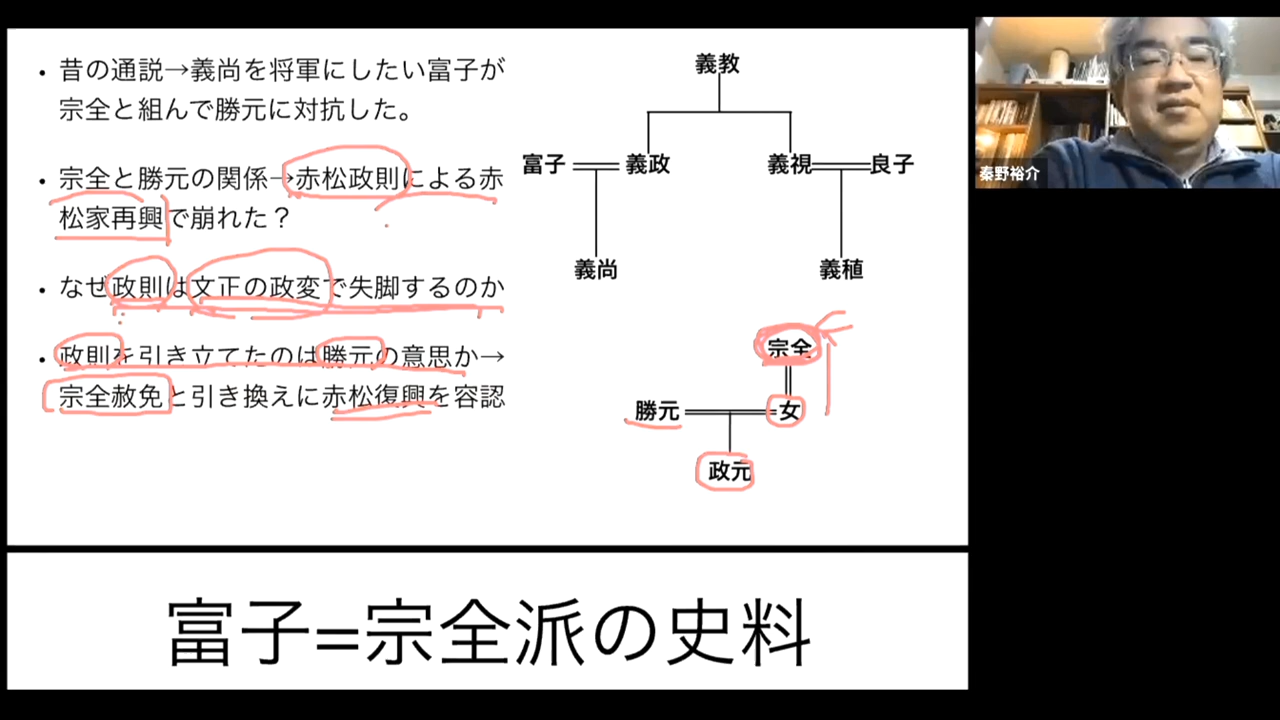 ・昔の通説→義尚を将軍にしたい富子が
宗全と組んで勝元に対抗した。
・宗全と勝元の関係→赤松政則による赤
松家再興で崩れた？
・なぜ政則は文正の政変で失脚するのか
・政則を引き立てたのは勝元の意思か→
宗全赦免と引き換えに赤松復興を容認
義教
富子 義政 義視 良子
義尚 義稙
宗全
勝元 女
政元
富子=宗全派の史料
秦野裕介